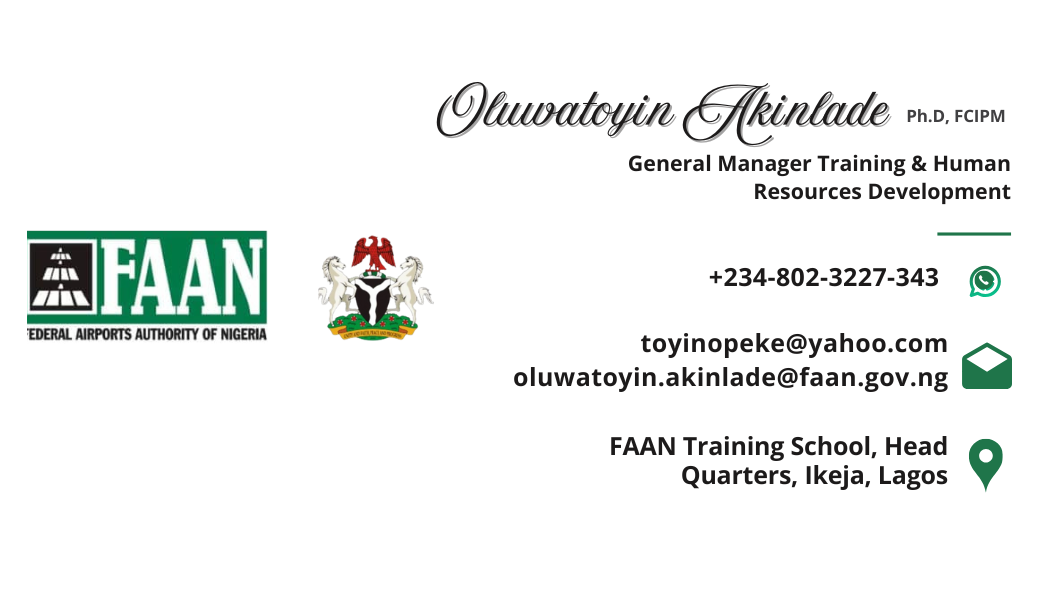 Oluwatoyin Akinlade Ph.D, FCIPM
General Manager Training & Human
Resources Development
FAAN
EDERAL AIRPORTS AUTHORITY OF NIGERIA
+234-802-3227-343
toyinopeke@yahoo.com
oluwatoyin.akinlade@faan.gov.ng
FAAN Training School, Head
Quarters, Ikeja, Lagos